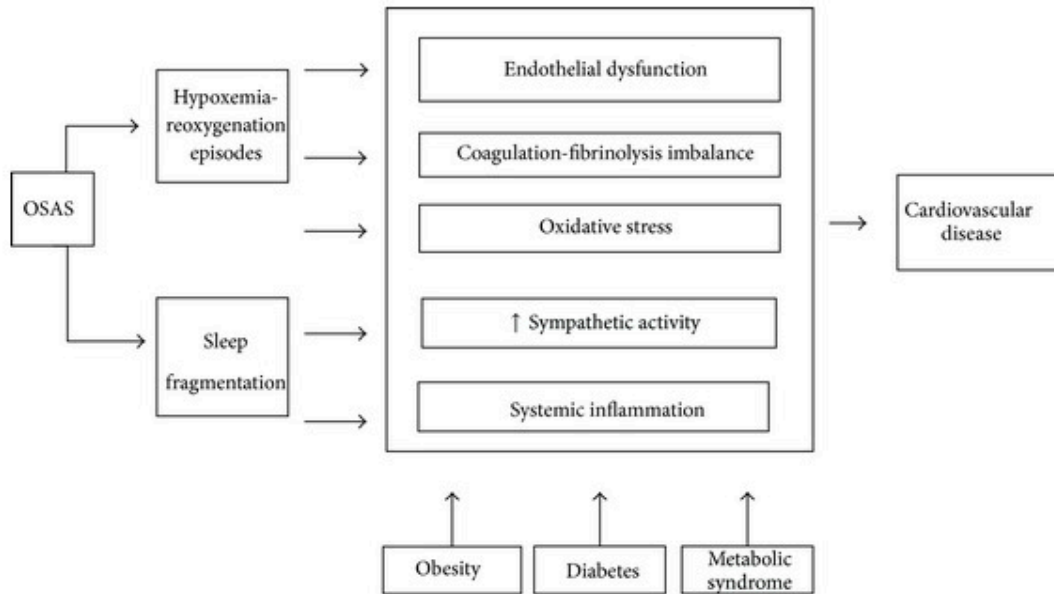 OSAS
Hypoxemia-
reoxygenation
episodes
Sleep
fragmentation
Endothelial dysfunction
Coagulation-fibrinolysis imbalance
Oxidative stress
↑ Sympathetic activity
Systemic inflammation
Cardiovascular
disease
Obesity
Diabetes
Metabolic
syndrome